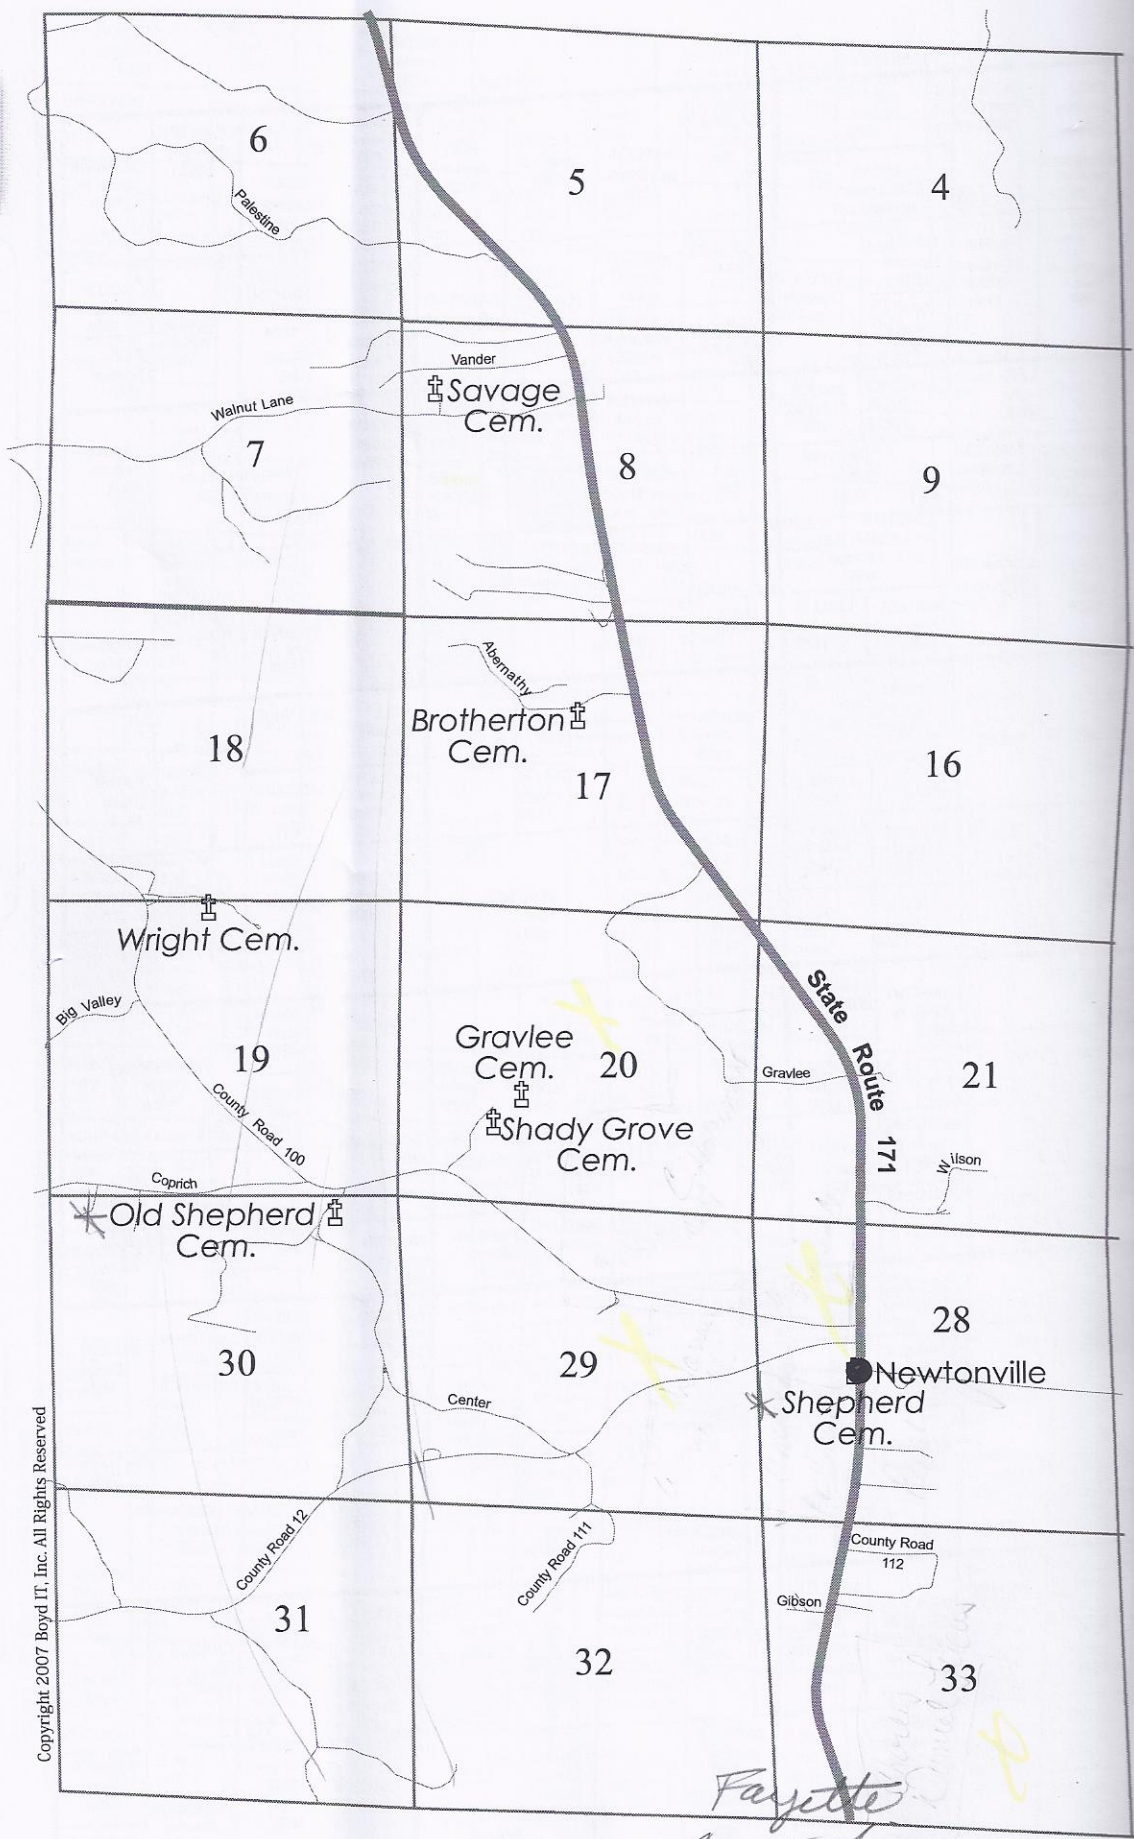 6
5
4
Palestine
Vander
Savage
Cem.
Walnut Lane
7
8
9
Abernathy
Brotherton
Cem.
18
17
16
Wright Cem.
Big Valley
19
County Road 100
Gravlee
Cem.
20
Shady Grove
Cem.
State Route 171
Gravlee
21
Wilson
Coprich
Old Shepherd
Cem.
30
29
28
Newtonville
Shepherd
Cem.
Center
County Road 12
County Road 111
County Road
112
Gibson
31
32
33
Copyright 2007 Boyd IT, Inc. All Rights Reserved
Fayette